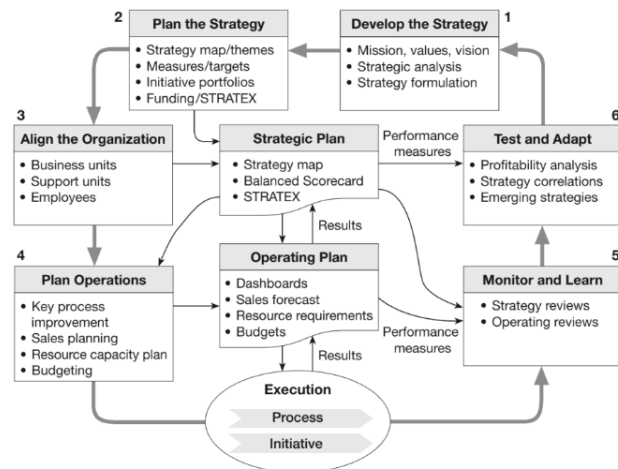 2
Plan the Strategy
• Strategy map/themes
• Measures/targets
• Initiative portfolios
• Funding/STRATEX
1
Develop the Strategy
• Mission, values, vision
• Strategic analysis
• Strategy formulation
3
Align the Organization
• Business units
• Support units
• Employees
Strategic Plan
• Strategy map
• Balanced Scorecard
• STRATEX
Performance
measures
6
Test and Adapt
• Profitability analysis
• Strategy correlations
• Emerging strategies
Results
4
Plan Operations
• Key process
improvement
• Sales planning
• Resource capacity plan
• Budgeting
Operating Plan
• Dashboards
• Sales forecast
• Resource requirements
• Budgets
Performance
measures
5
Monitor and Learn
• Strategy reviews
• Operating reviews
Results
Execution
Process
Initiative